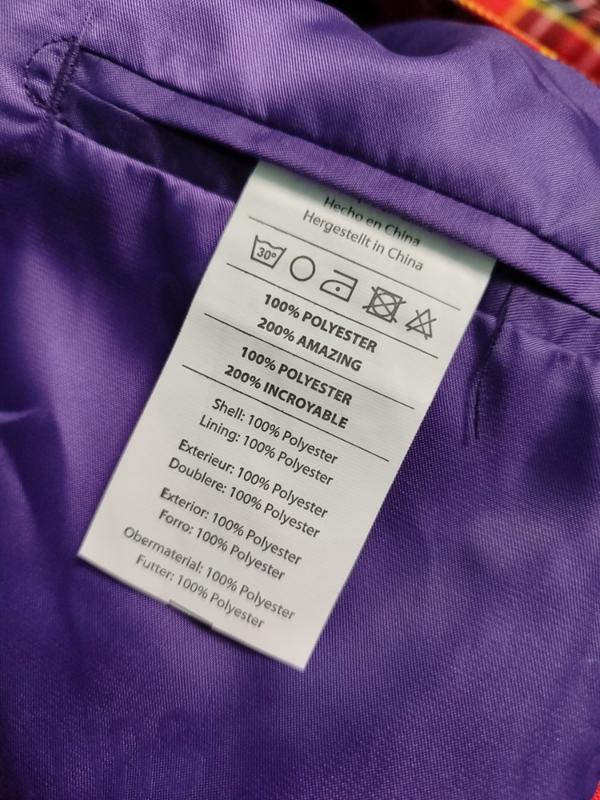 Hecho en China
Hergestellt in China
30°
100% POLYESTER
200% AMAZING
100% POLYESTER
200% INCROYABLE
Shell: 100% Polyester
Lining: 100% Polyester
Exterieur: 100% Polyester
Doublere: 100% Polyester
Exterior: 100% Polyester
Forro: 100% Polyester
Obermaterial: 100% Polyester
Futter: 100% Polyester